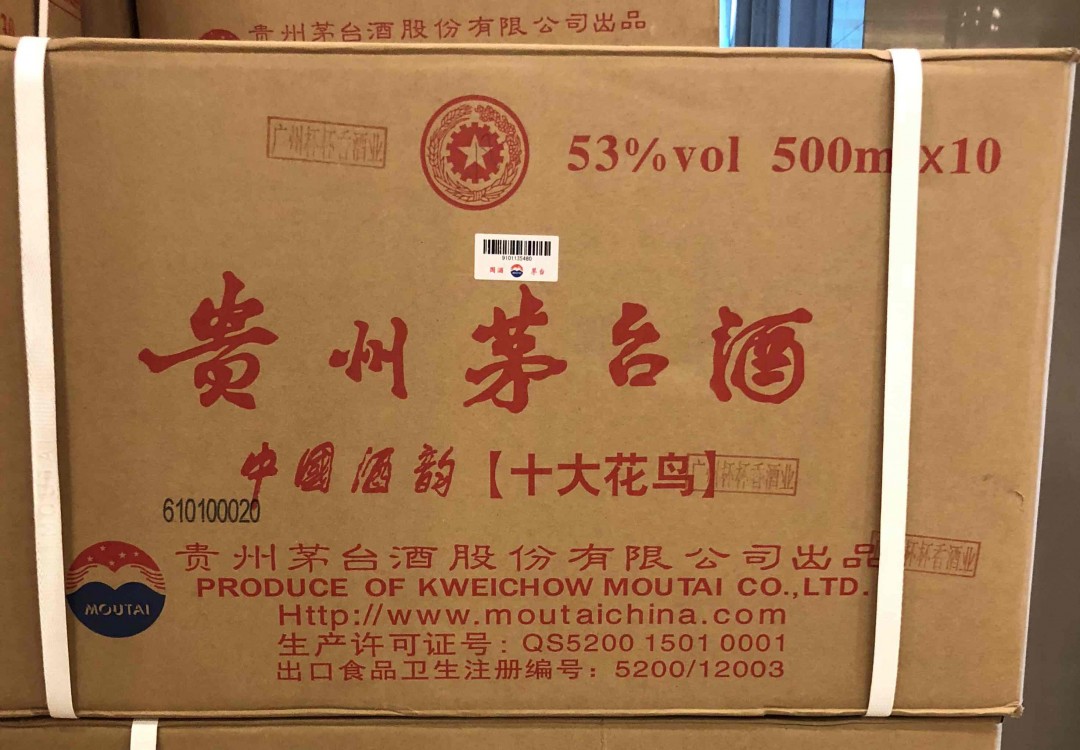 贵州茅台酒股份有限公司出品
广州杯杯香酒业
53%vol 500m x10
9101135480
国酒 茅台
贵州茅台酒
中國酒韵【十大花鸟】
广州杯杯香酒业
610100020
贵州茅台酒股份有限公司出品
杯杯香酒业
MOUTAI
PRODUCE OF KWEICHOW MOUTAI CO.,LTD.
Http://www.moutaichina.com
生产许可证号：QS5200 1501 0001
出口食品卫生注册编号：5200/12003